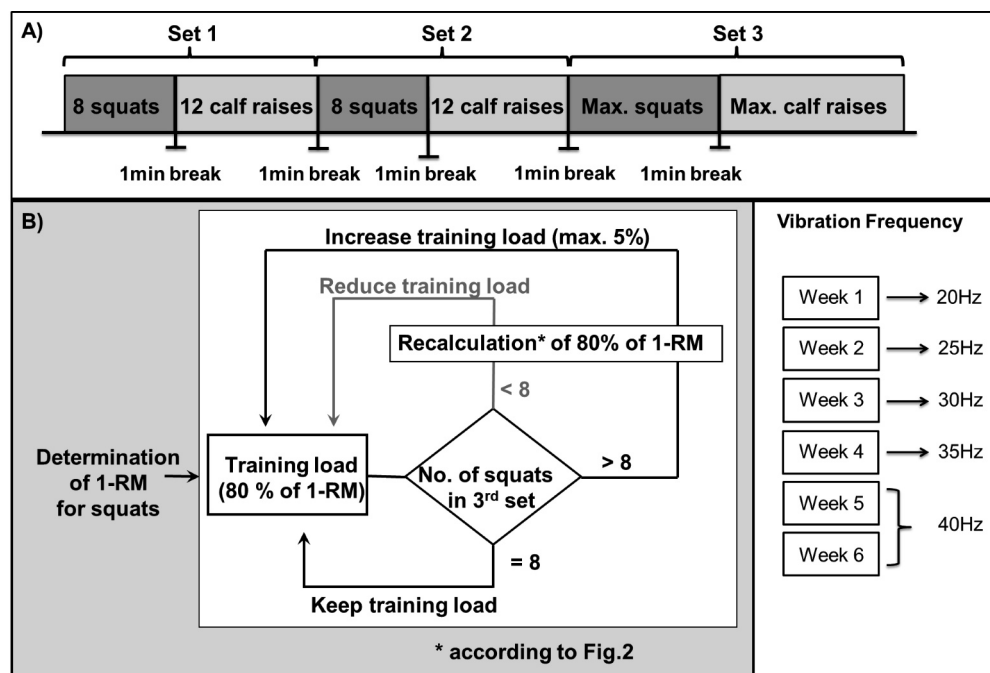 A)
Set 1
Set 2
Set 3
8 squats
12 calf raises
8 squats
12 calf raises
Max. squats
Max. calf raises
1min break
1min break
1min break
1min break
1min break
B)
Increase training load (max. 5%)
Reduce training load
Recalculation* of 80% of 1-RM
< 8
Determination
of 1-RM
for squats
Training load
(80 % of 1-RM)
No. of squats
in 3rd set
> 8
= 8
Keep training load
* according to Fig.2
Vibration Frequency
Week 1
20Hz
Week 2
25Hz
Week 3
30Hz
Week 4
35Hz
Week 5
Week 6
40Hz